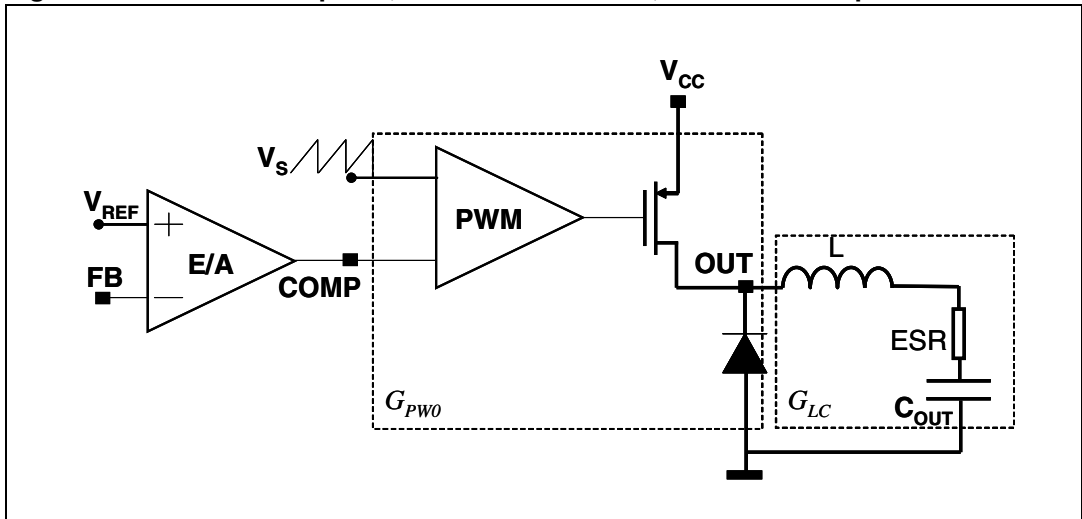 V_CC
V_S
PWM
V_REF
+
E/A
FB
−
COMP
OUT
L
ESR
C_OUT
G_PW0
G_LC